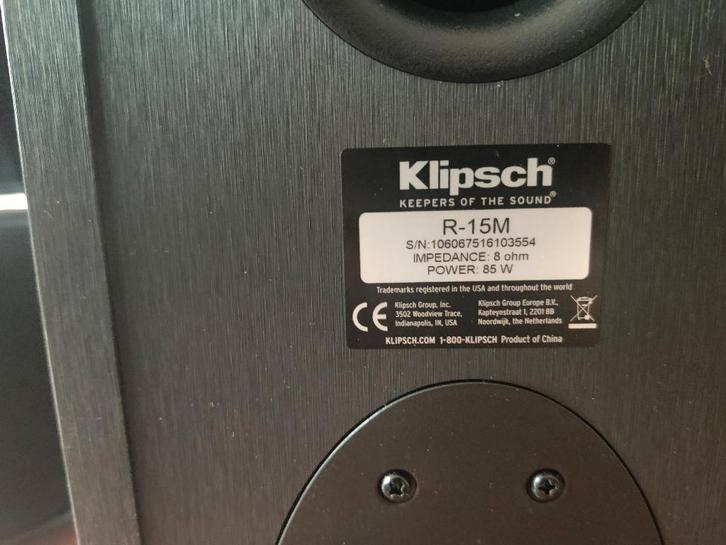 Klipsch®
KEEPERS OF THE SOUND®
R-15M
S/N:106067516103554
IMPEDANCE: 8 ohm
POWER: 85 W
Trademarks registered in the USA and throughout the world
CE
Klipsch Group, Inc.
3502 Woodview Trace,
Indianapolis, IN, USA
Klipsch Group Europe B.V.,
Kapteynstraat 1, 2201 BB
Noordwijk, the Netherlands
KLIPSCH.COM 1-800-KLIPSCH Product of China